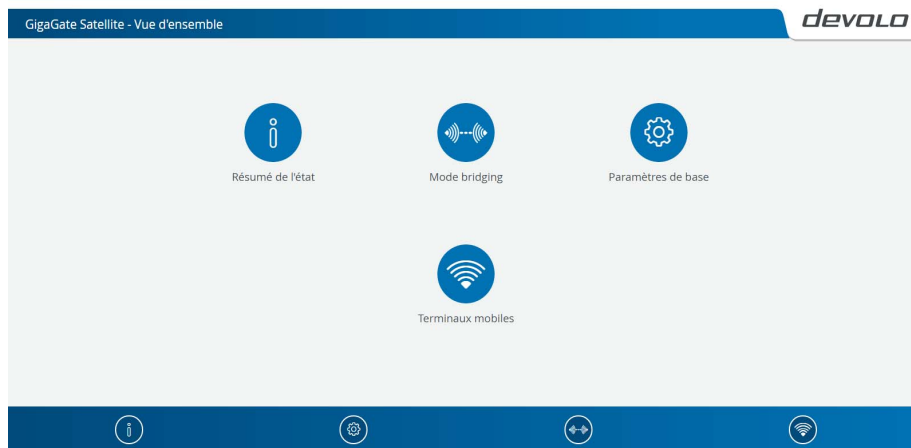 GigaGate Satellite - Vue d'ensemble
devolo
Résumé de l'état
Mode bridging
Paramètres de base
Terminaux mobiles